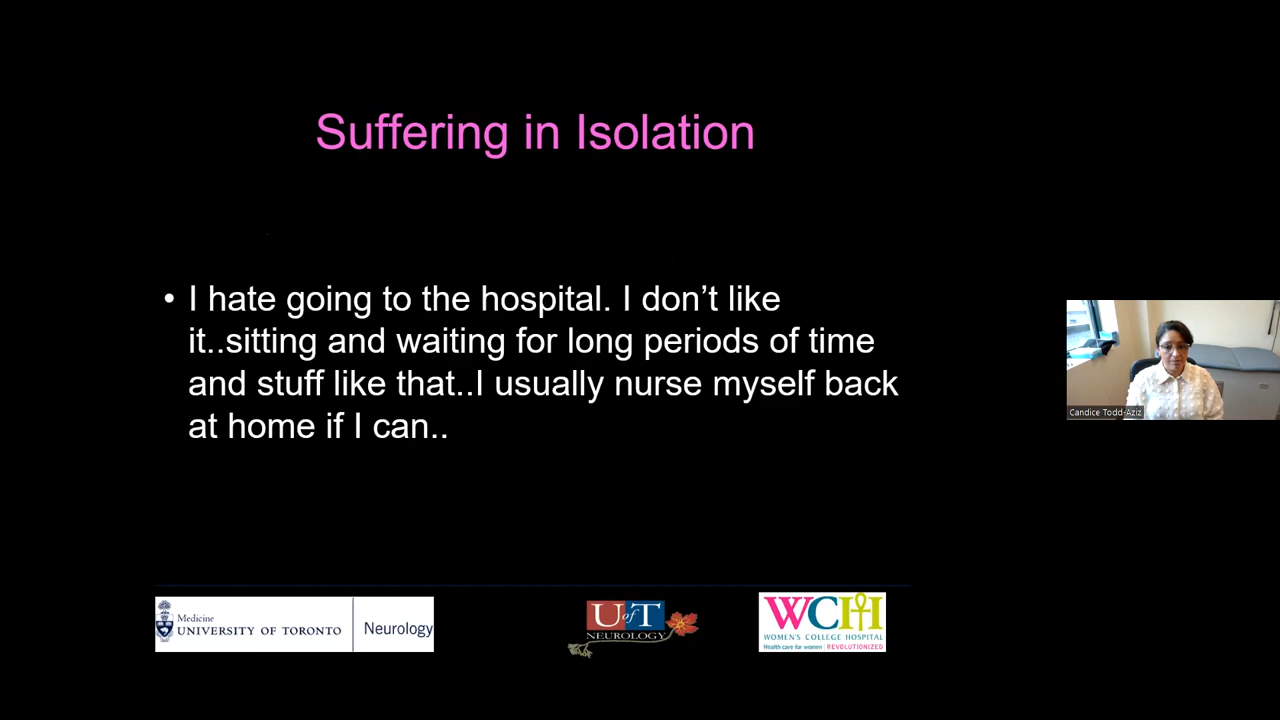 Suffering in Isolation
• I hate going to the hospital. I don’t like
it..sitting and waiting for long periods of time
and stuff like that..I usually nurse myself back
at home if I can..
Candice Todd-Aziz
Medicine
UNIVERSITY OF TORONTO
Neurology
U of T
NEUROLOGY
WCH
WOMEN'S COLLEGE HOSPITAL
Health care for women | REVOLUTIONIZED